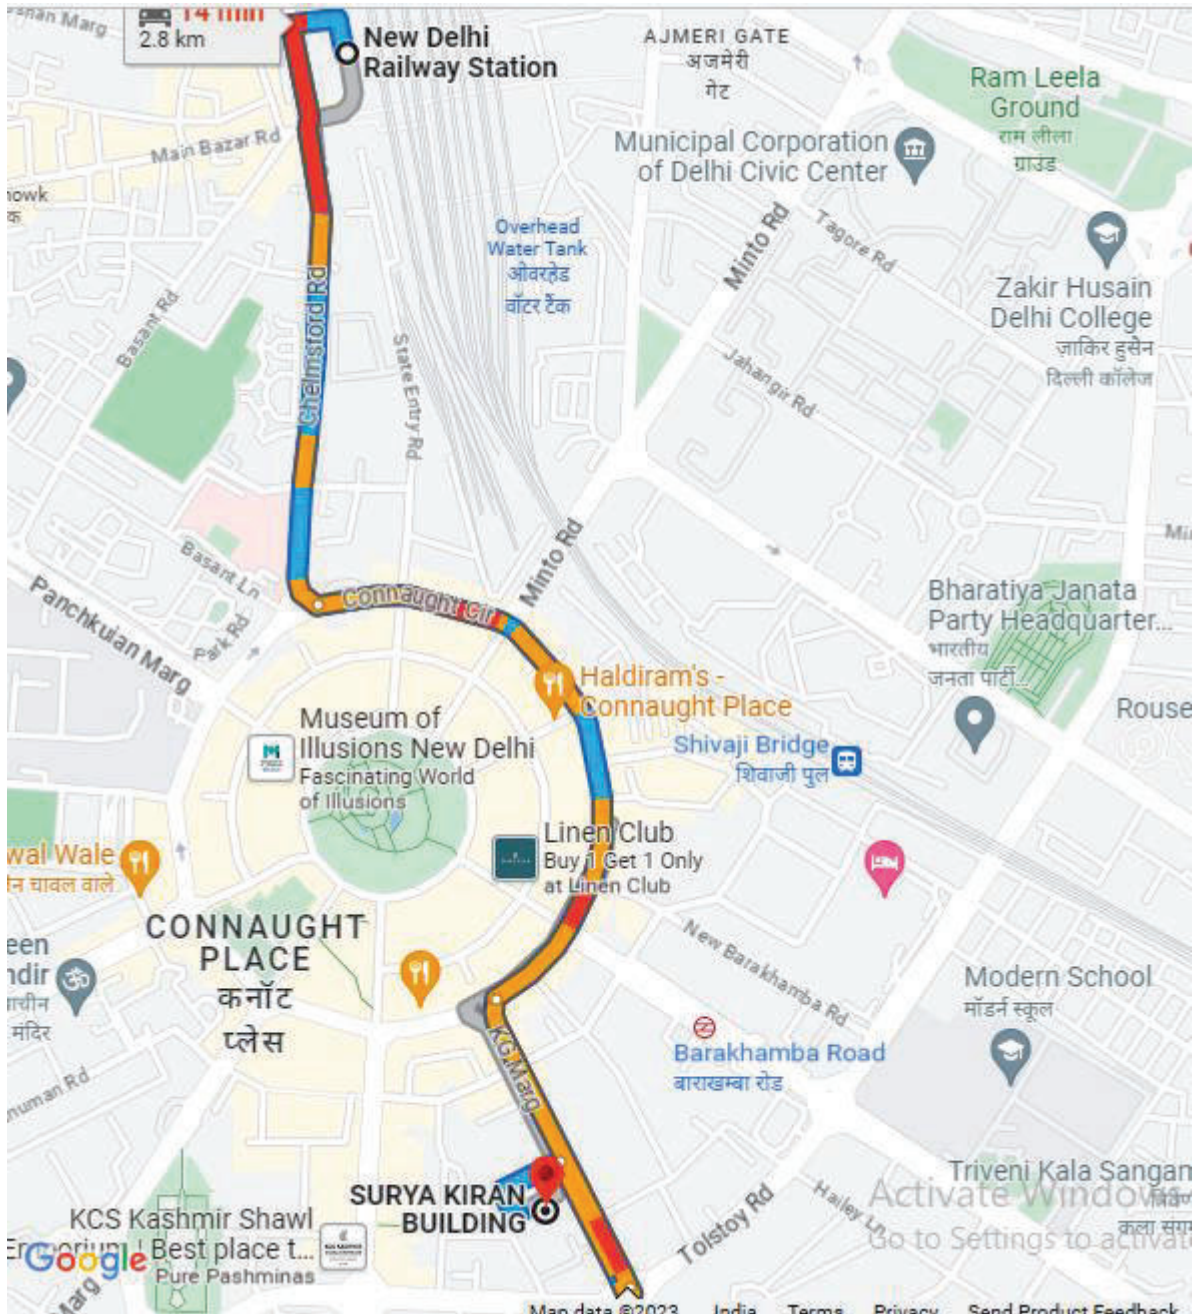 14 min
2.8 km
New Delhi
Railway Station
AJMERI GATE
अजमेरी
गेट
Ram Leela
Ground
राम लीला
ग्राउंड
Municipal Corporation
of Delhi Civic Center
Main Bazar Rd
Overhead
Water Tank
ओवरहेड
वॉटर टैंक
Minto Rd
Tagore Rd
Zakir Husain
Delhi College
ज़ाकिर हुसैन
दिल्ली कॉलेज
Basant Rd
Chelmsford Rd
State Entry Rd
Jahangir Rd
Basant Ln
Minto Rd
Panchkuian Marg
Park Rd
Connaught Cir
Bharatiya Janata
Party Headquarter...
भारतीय
जनता पार्टी...
Haldiram's -
Connaught Place
Museum of
Illusions New Delhi
Fascinating World
of Illusions
Shivaji Bridge
शिवाजी पुल
Linen Club
Buy 1 Get 1 Only
at Linen Club
CONNAUGHT
PLACE
कनॉट
प्लेस
New Barakhamba Rd
Modern School
मॉडर्न स्कूल
KG Marg
Barakhamba Road
बाराखम्बा रोड
SURYA KIRAN
BUILDING
Tolstoy Rd
Hailey Ln
Triveni Kala Sangam
Activate Windows
Go to Settings to activate
KCS Kashmir Shawl
Emporium | Best place t...
Pure Pashminas
Google
Map data ©2023 India Terms Privacy Send Product Feedback